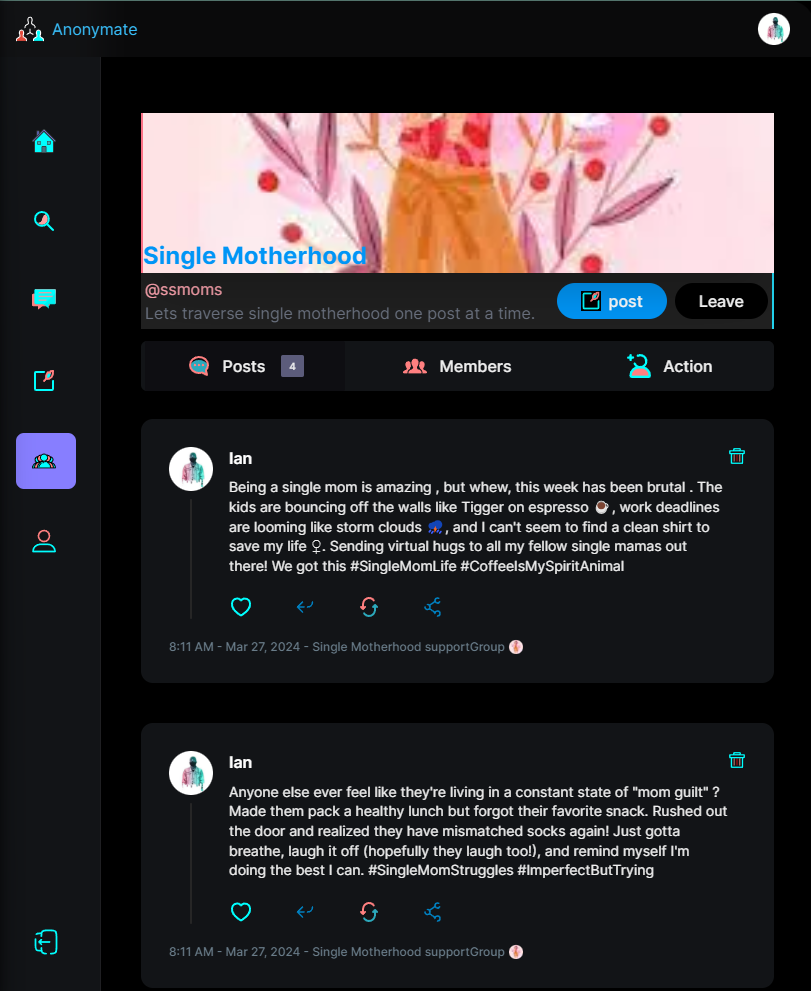 Anonymate
Single Motherhood
@ssmoms
Lets traverse single motherhood one post at a time.
post
Leave
Posts 4
Members
Action
Ian
Being a single mom is amazing , but whew, this week has been brutal . The
kids are bouncing off the walls like Tigger on espresso ☕, work deadlines
are looming like storm clouds 🌩️, and I can't seem to find a clean shirt to
save my life ♀. Sending virtual hugs to all my fellow single mamas out
there! We got this #SingleMomLife #CoffeeIsMySpiritAnimal
8:11 AM - Mar 27, 2024 - Single Motherhood supportGroup
Ian
Anyone else ever feel like they're living in a constant state of "mom guilt" ?
Made them pack a healthy lunch but forgot their favorite snack. Rushed out
the door and realized they have mismatched socks again! Just gotta
breathe, laugh it off (hopefully they laugh too!), and remind myself I'm
doing the best I can. #SingleMomStruggles #ImperfectButTrying
8:11 AM - Mar 27, 2024 - Single Motherhood supportGroup